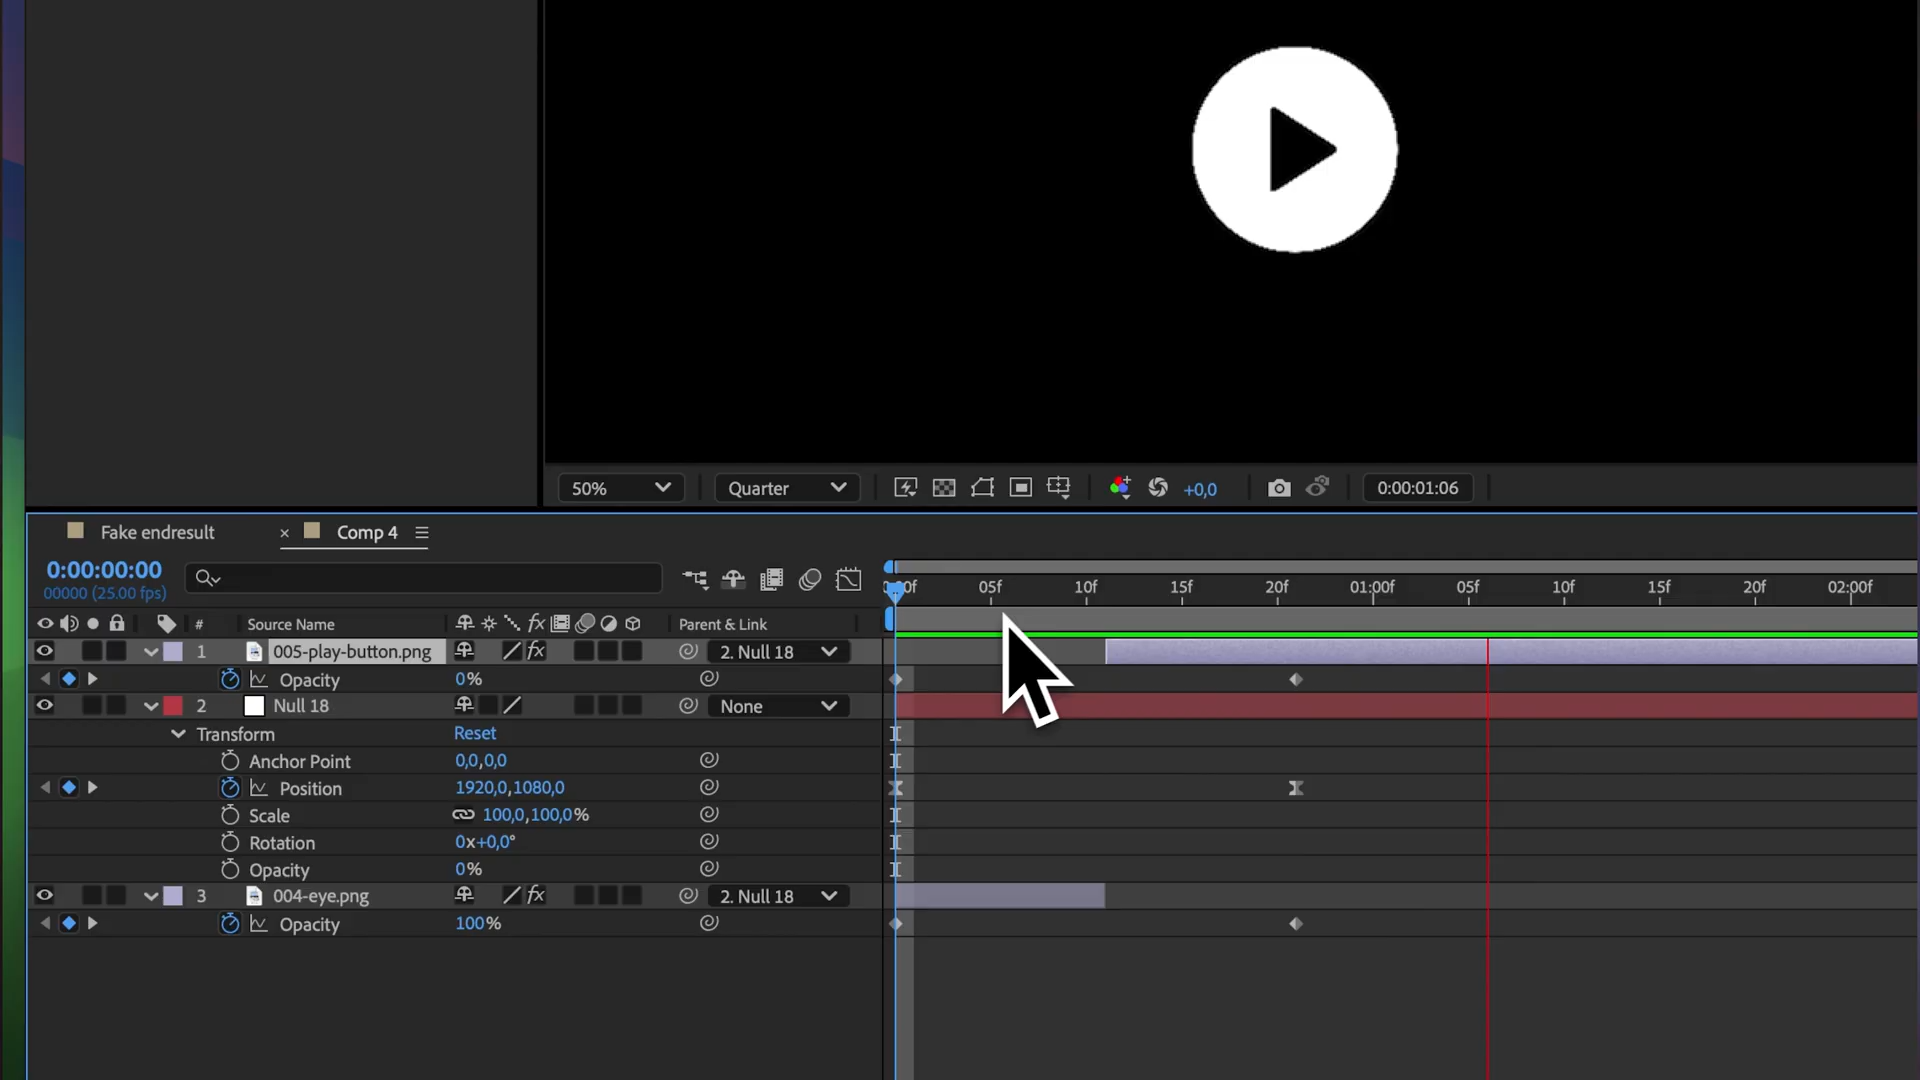 50% Quarter +0,0 0:00:01:06
Fake endresult × Comp 4
0:00:00:00
00000 (25.00 fps)
05f 10f 15f 20f 01:00f 05f 10f 15f 20f 02:00f
# Source Name fx Parent & Link
1 005-play-button.png fx 2. Null 18
Opacity 0%
2 Null 18 None
Transform Reset
Anchor Point 0,0,0,0
Position 1920,0,1080,0
Scale 100,0,100,0%
Rotation 0x+0,0°
Opacity 0%
3 004-eye.png fx 2. Null 18
Opacity 100%